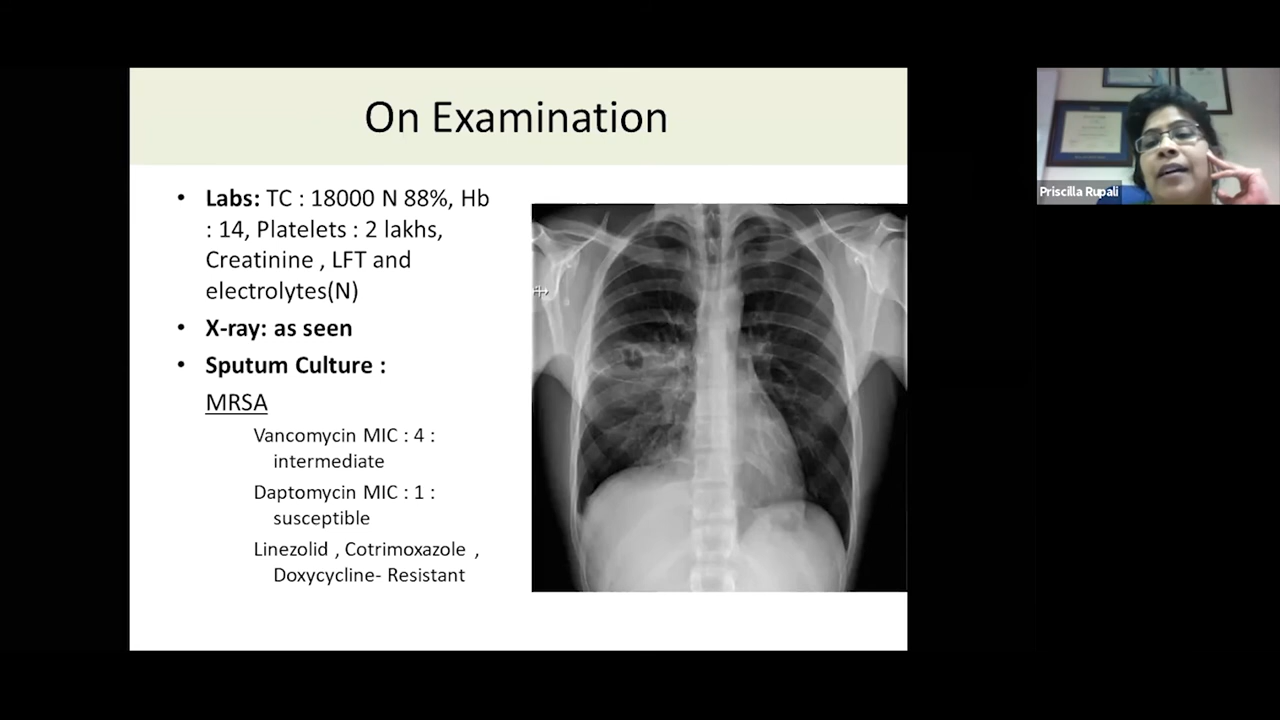 On Examination
• Labs: TC : 18000 N 88%, Hb
: 14, Platelets : 2 lakhs,
Creatinine , LFT and
electrolytes(N)
• X-ray: as seen
• Sputum Culture :
MRSA
Vancomycin MIC : 4 :
intermediate
Daptomycin MIC : 1 :
susceptible
Linezolid , Cotrimoxazole ,
Doxycycline- Resistant
Priscilla Rupali